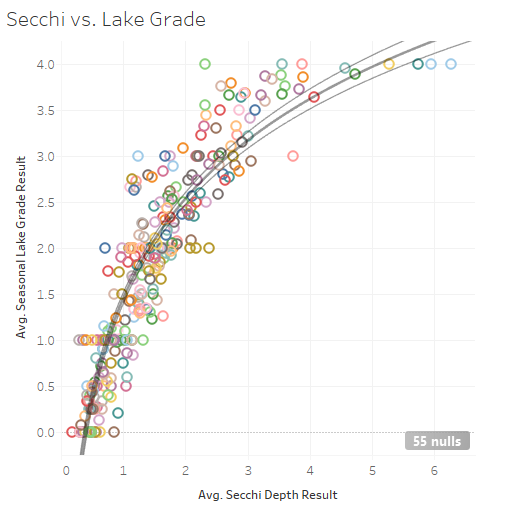 Secchi vs. Lake Grade
Avg. Seasonal Lake Grade Result
4.0
3.5
3.0
2.5
2.0
1.5
1.0
0.5
0.0
55 nulls
0 1 2 3 4 5 6
Avg. Secchi Depth Result